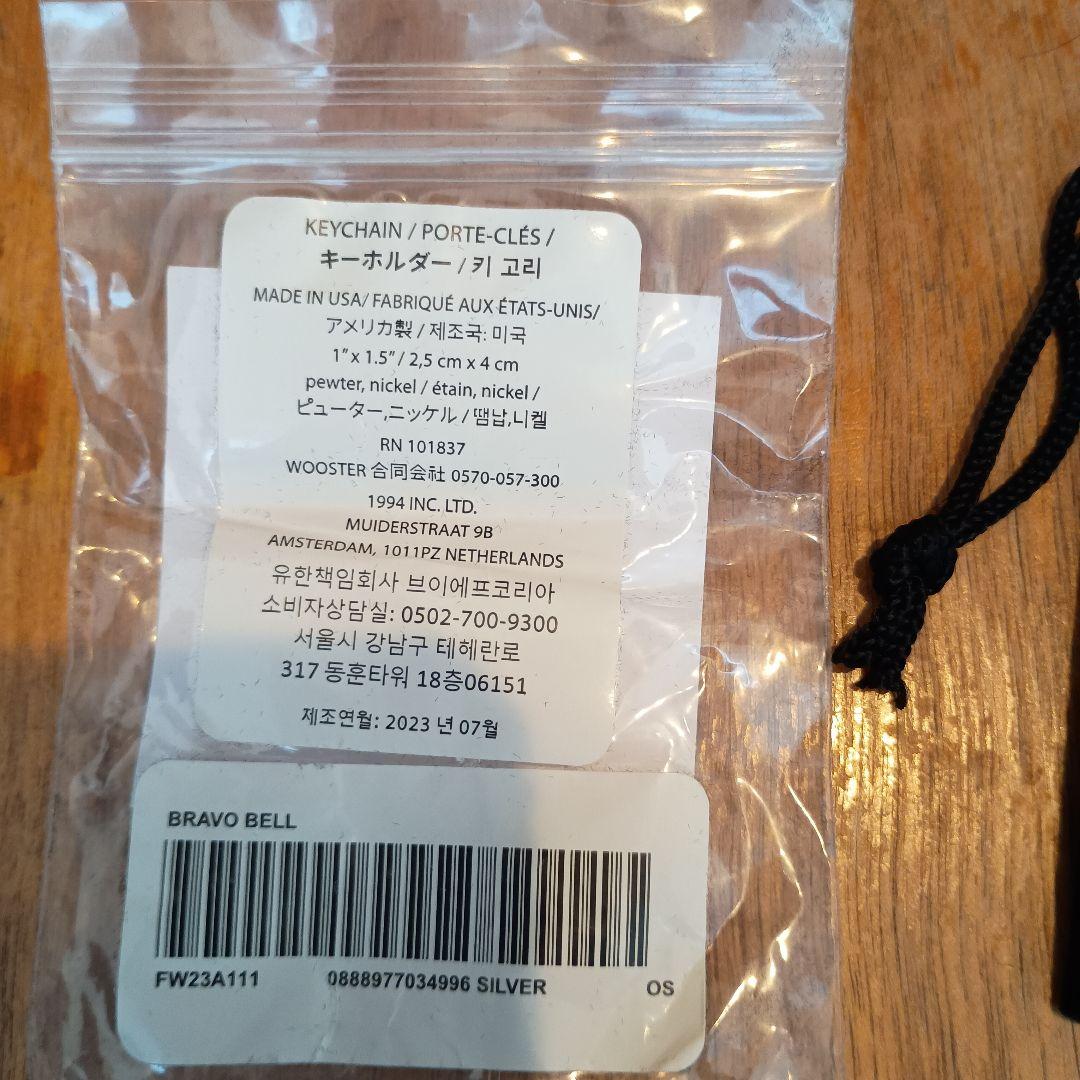 KEYCHAIN / PORTE-CLÉS /
キーホルダー / 키 고리
MADE IN USA/ FABRIQUÉ AUX ÉTATS-UNIS/
アメリカ製 / 제조국: 미국
1” x 1.5” / 2,5 cm x 4 cm
pewter, nickel / étain, nickel /
ピューター,ニッケル / 땜납,니켈
RN 101837
WOOSTER 合同会社 0570-057-300
1994 INC. LTD.
MUIDERSTRAAT 9B
AMSTERDAM, 1011PZ NETHERLANDS
유한책임회사 브이에프코리아
소비자상담실: 0502-700-9300
서울시 강남구 테헤란로
317 동훈타워 18층06151
제조연월: 2023 년 07월
BRAVO BELL
FW23A111 0888977034996 SILVER OS